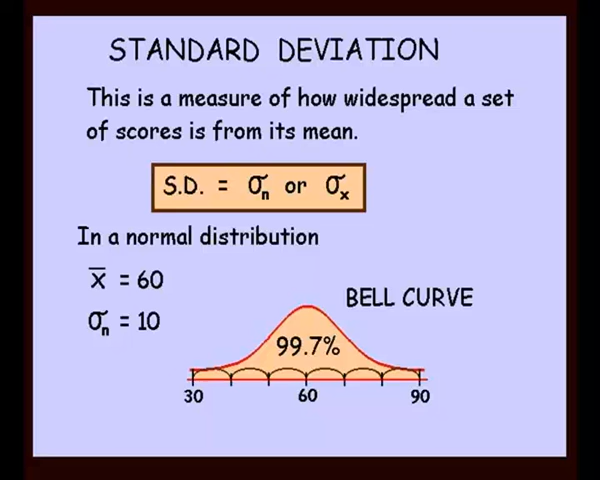 STANDARD DEVIATION
This is a measure of how widespread a set
of scores is from its mean.
S.D. = σₙ or σₓ
In a normal distribution
x̅ = 60
σₙ = 10
BELL CURVE
99.7%
30 60 90